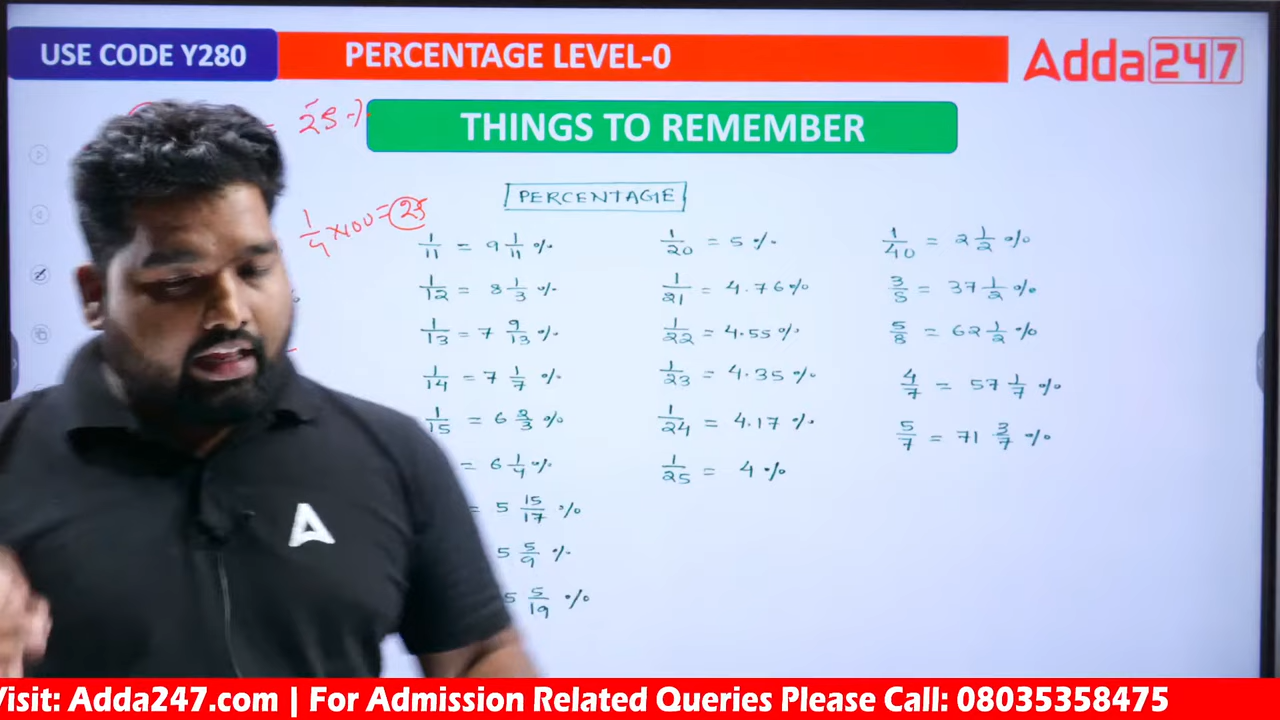 USE CODE Y280
PERCENTAGE LEVEL-0
Adda247
THINGS TO REMEMBER
25%
1/4 ×100 = 25
PERCENTAGE
1/11 = 9 1/11 %
1/12 = 8 1/3 %
1/13 = 7 9/13 %
1/14 = 7 1/7 %
1/15 = 6 2/3 %
= 6 1/4 %
= 5 15/17 %
5 5/9 %
5 5/19 %
1/20 = 5 %
1/21 = 4.76 %
1/22 = 4.55 %
1/23 = 4.35 %
1/24 = 4.17 %
1/25 = 4 %
1/40 = 2 1/2 %
3/5 = 37 1/2 %
5/8 = 62 1/2 %
4/7 = 57 1/7 %
5/7 = 71 3/7 %
Visit: Adda247.com | For Admission Related Queries Please Call: 08035358475